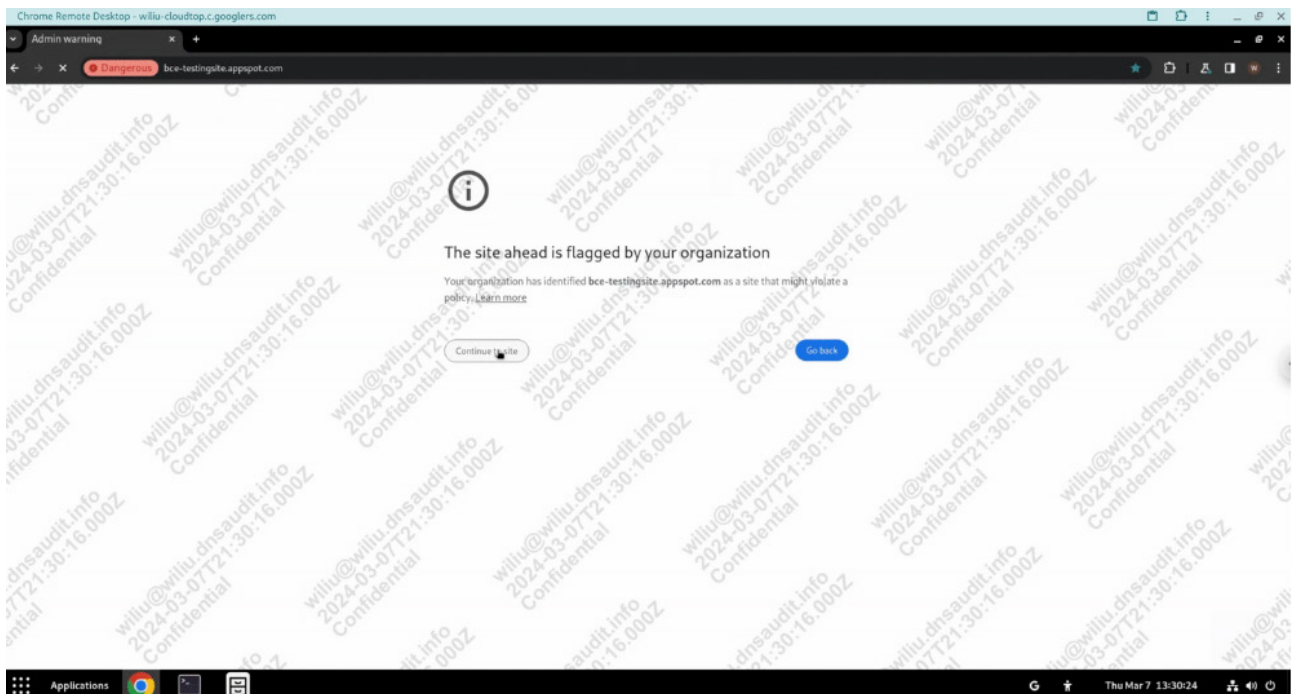 Chrome Remote Desktop - wiliu-cloudtop.c.googlers.com
Admin warning
Dangerous bce-testingsite.appspot.com
The site ahead is flagged by your organization
Your organization has identified bce-testingsite.appspot.com as a site that might violate a
policy. Learn more
Continue to site
Go back
wiliu@wiliu.dnsaudit.info
2024-03-07T21:30:16.000Z
Confidential
Applications
G
Thu Mar 7 13:30:24